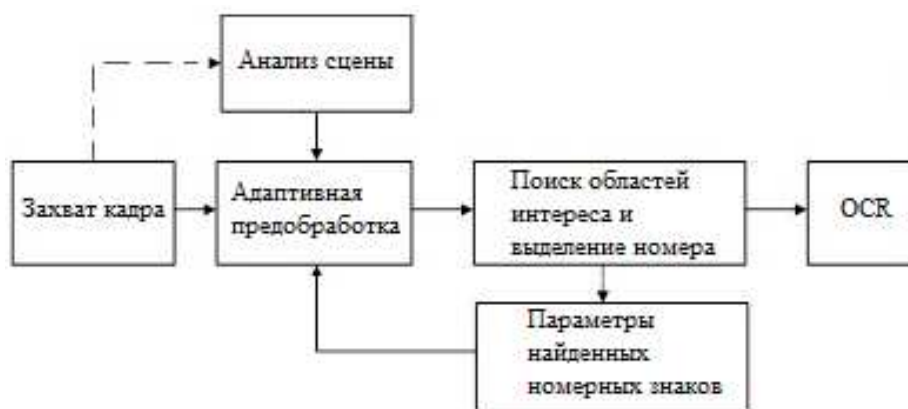 Анализ сцены
Захват кадра
Адаптивная
предобработка
Поиск областей
интереса и
выделение номера
OCR
Параметры
найденных
номерных знаков